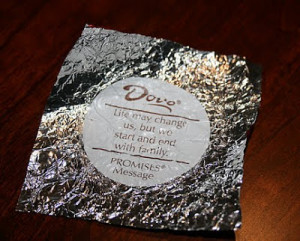 Dove®
Life may change
us, but we
start and end
with family.
PROMISES®
Message